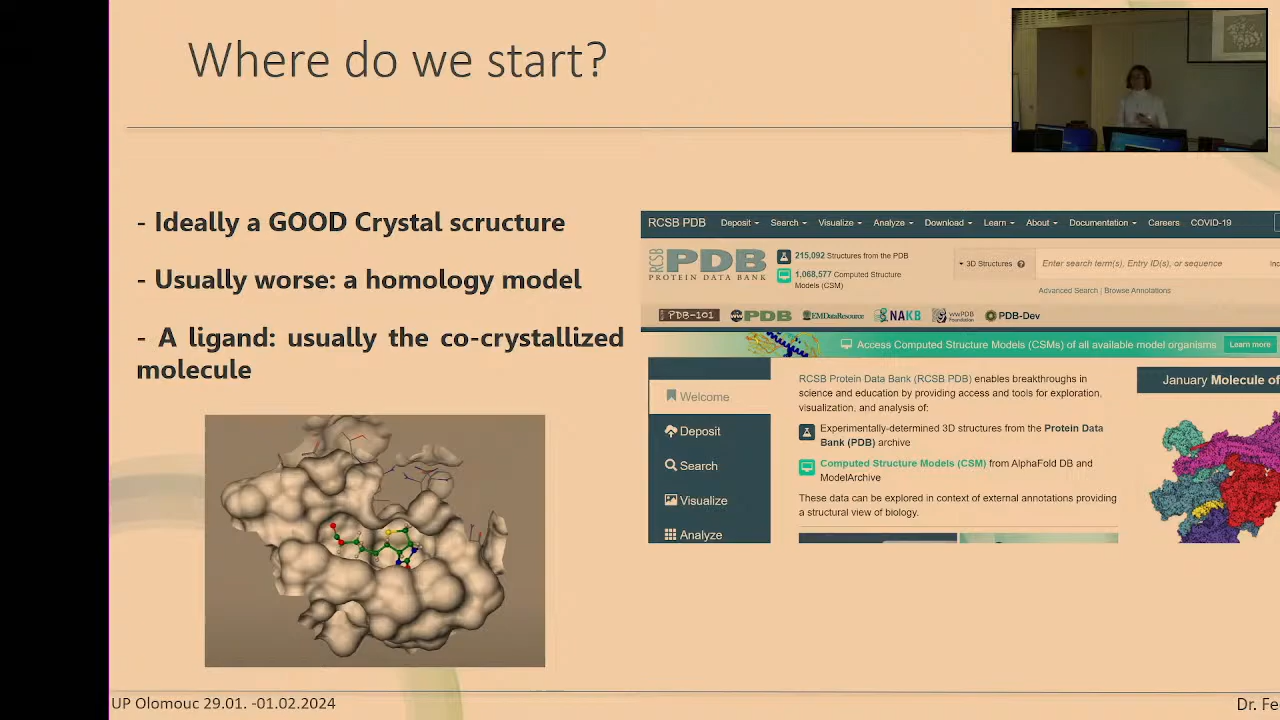 Where do we start?
- Ideally a GOOD Crystal scructure
- Usually worse: a homology model
- A ligand: usually the co-crystallized
molecule
RCSB PDB Deposit Search Visualize Analyze Download Learn About Documentation Careers COVID-19
RCSB PDB
PROTEIN DATA BANK
215,092 Structures from the PDB
1,068,577 Computed Structure
Models (CSM)
3D Structures
Enter search term(s), Entry ID(s), or sequence
Advanced Search | Browse Annotations
PDB-101 PDB EMDataResource NAKB wwPDB Foundation PDB-Dev
Access Computed Structure Models (CSMs) of all available model organisms Learn more
Welcome
Deposit
Search
Visualize
Analyze
RCSB Protein Data Bank (RCSB PDB) enables breakthroughs in
science and education by providing access and tools for exploration,
visualization, and analysis of:
Experimentally-determined 3D structures from the Protein Data
Bank (PDB) archive
Computed Structure Models (CSM) from AlphaFold DB and
ModelArchive
These data can be explored in context of external annotations providing
a structural view of biology.
January Molecule of
UP Olomouc 29.01. -01.02.2024
Dr. Fe